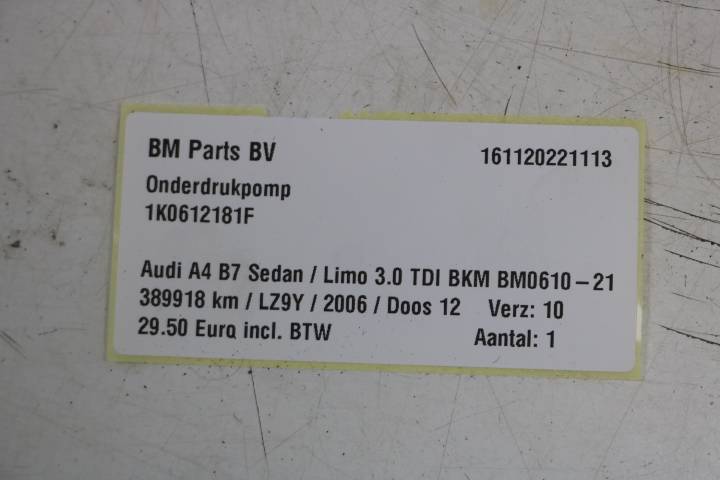 BM Parts BV 161120221113
Onderdrukpomp
1K0612181F
Audi A4 B7 Sedan / Limo 3.0 TDI BKM BM0610-21
389918 km / LZ9Y / 2006 / Doos 12 Verz: 10
29.50 Euro incl. BTW Aantal: 1